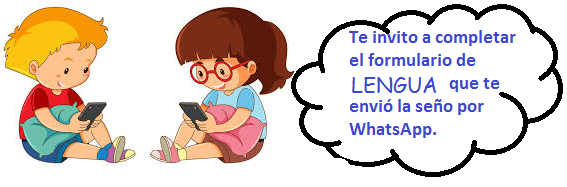 Te invito a completar
el formulario de
LENGUA que te
envió la seño por
WhatsApp.